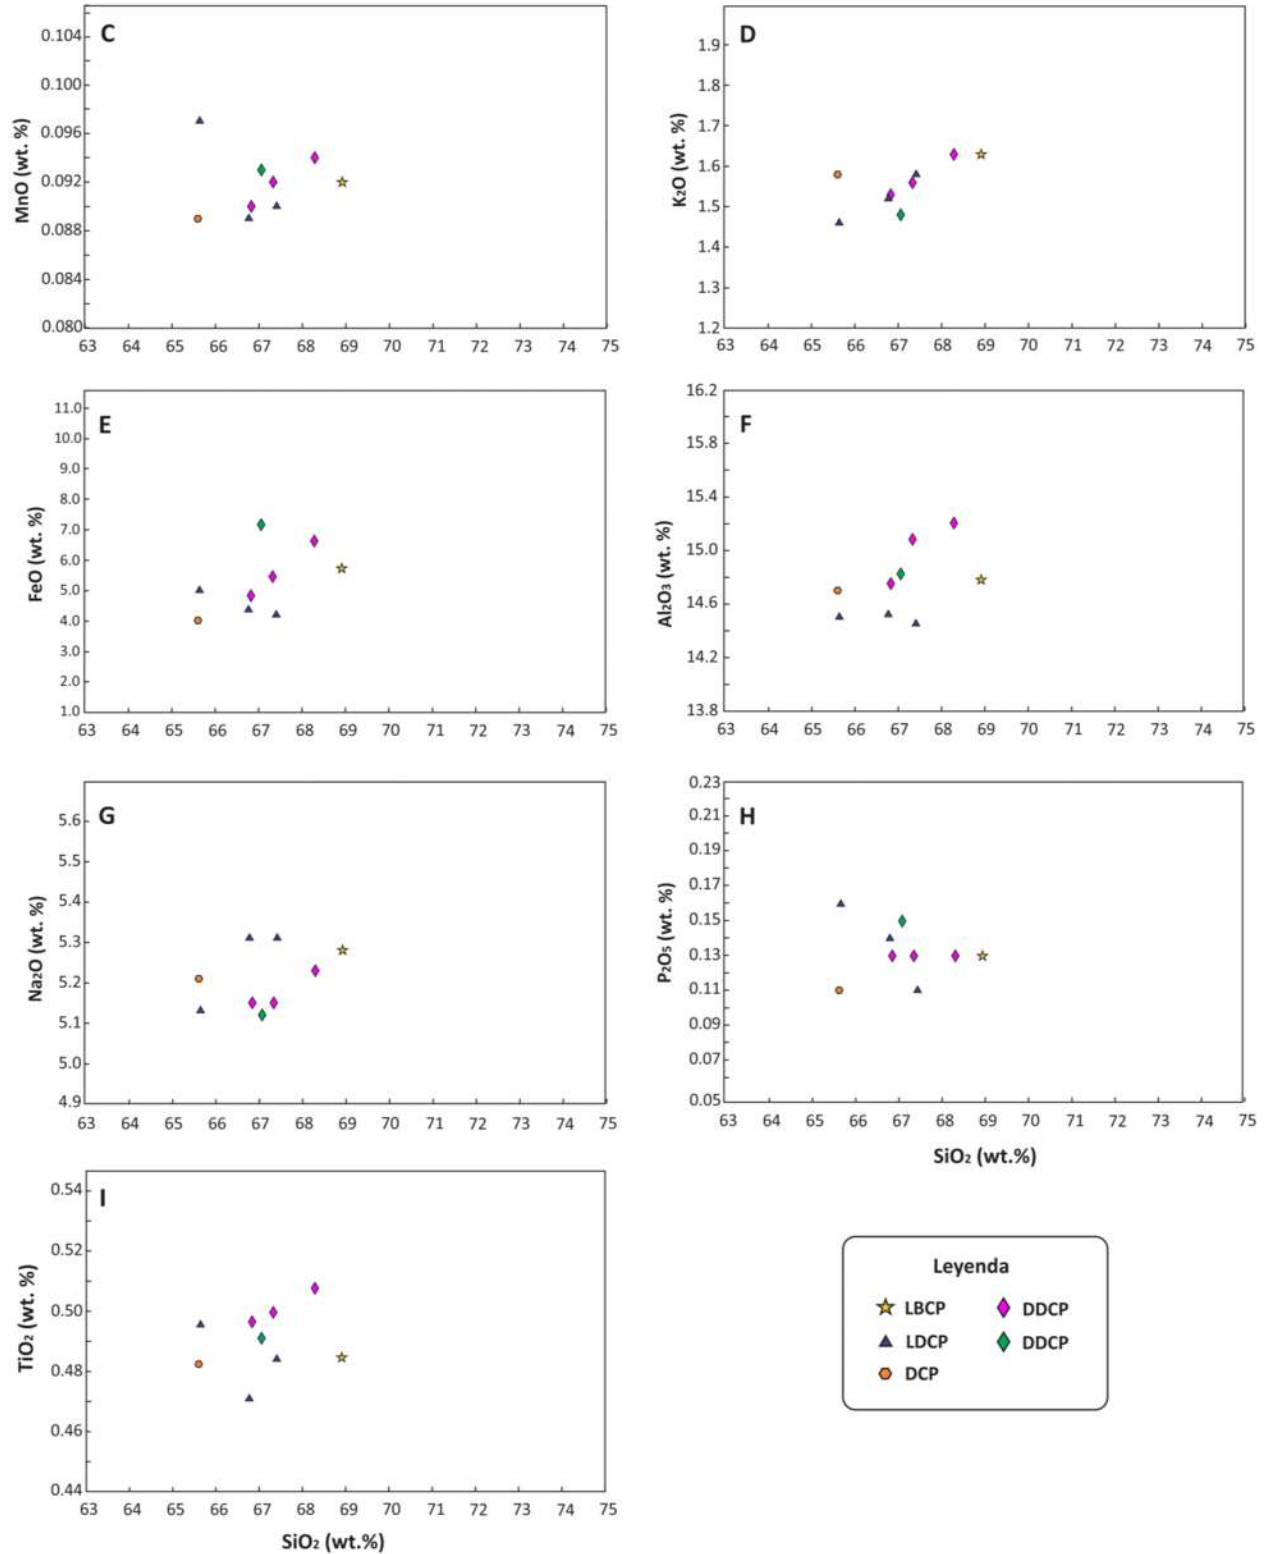 C
MnO (wt. %)
0.104
0.100
0.096
0.092
0.088
0.084
0.080
63 64 65 66 67 68 69 70 71 72 73 74 75
D
K2O (wt. %)
1.9
1.8
1.7
1.6
1.5
1.4
1.3
1.2
63 64 65 66 67 68 69 70 71 72 73 74 75
E
FeO (wt. %)
11.0
10.0
9.0
8.0
7.0
6.0
5.0
4.0
3.0
2.0
1.0
63 64 65 66 67 68 69 70 71 72 73 74 75
F
Al2O3 (wt. %)
16.2
15.8
15.4
15.0
14.6
14.2
13.8
63 64 65 66 67 68 69 70 71 72 73 74 75
G
Na2O (wt. %)
5.6
5.5
5.4
5.3
5.2
5.1
5.0
4.9
63 64 65 66 67 68 69 70 71 72 73 74 75
H
P2O5 (wt. %)
0.23
0.21
0.19
0.17
0.15
0.13
0.11
0.09
0.07
0.05
63 64 65 66 67 68 69 70 71 72 73 74 75
SiO2 (wt.%)
I
TiO2 (wt. %)
0.54
0.52
0.50
0.48
0.46
0.44
63 64 65 66 67 68 69 70 71 72 73 74 75
SiO2 (wt.%)
Leyenda
LBCP DDCP
LDCP DDCP
DCP